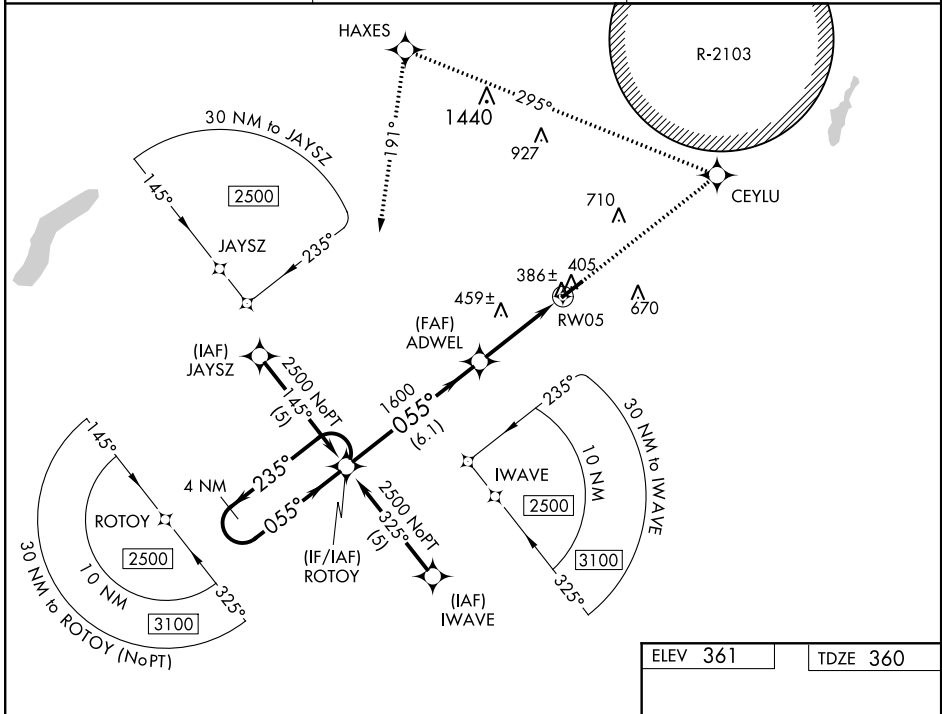 HAXES
R-2103
1440
295°
927
191°
30 NM to JAYSZ
145°
2500
235°
JAYSZ
CEYLU
710
386±
405
459±
670
RW05
(FAF)
ADWEL
(IAF)
JAYSZ
2500 NoPT
145°
(5)
1600
055°
(6.1)
235°
30 NM to IWAVE
10 NM
IWAVE
2500
3100
325°
145°
4 NM
235°
055°
ROTOY
2500
10 NM
325°
3100
30 NM to ROTOY (NoPT)
2500 NoPT
325°
(5)
(IF/IAF)
ROTOY
(IAF)
IWAVE
ELEV 361
TDZE 360